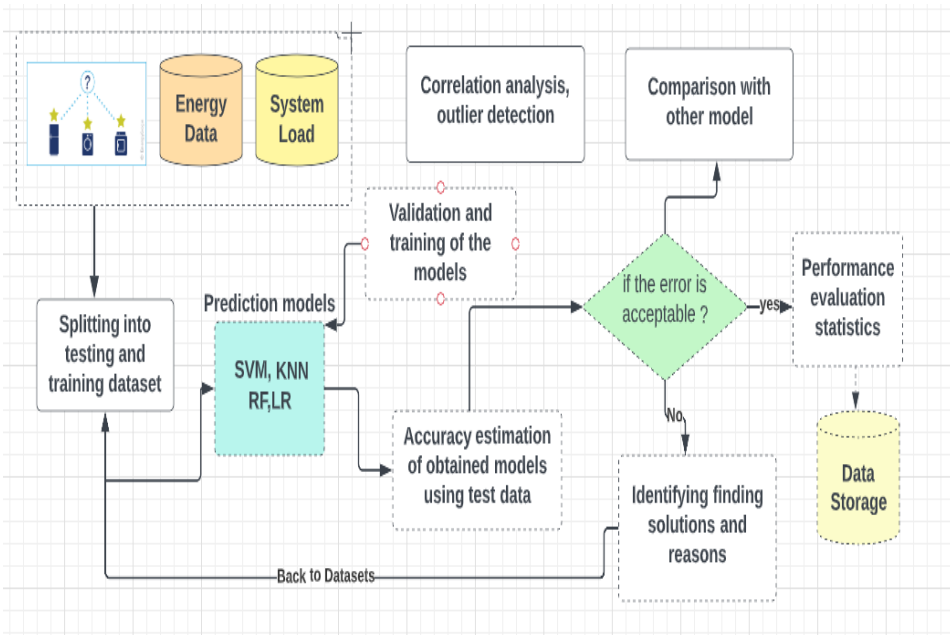 ?
Energy
Data
System
Load
Correlation analysis,
outlier detection
Comparison with
other model
Validation and
training of the
models
Splitting into
testing and
training dataset
Prediction models
SVM, KNN
RF,LR
if the error is
acceptable ?
yes
Performance
evaluation
statistics
No
Accuracy estimation
of obtained models
using test data
Identifying finding
solutions and
reasons
Data
Storage
Back to Datasets